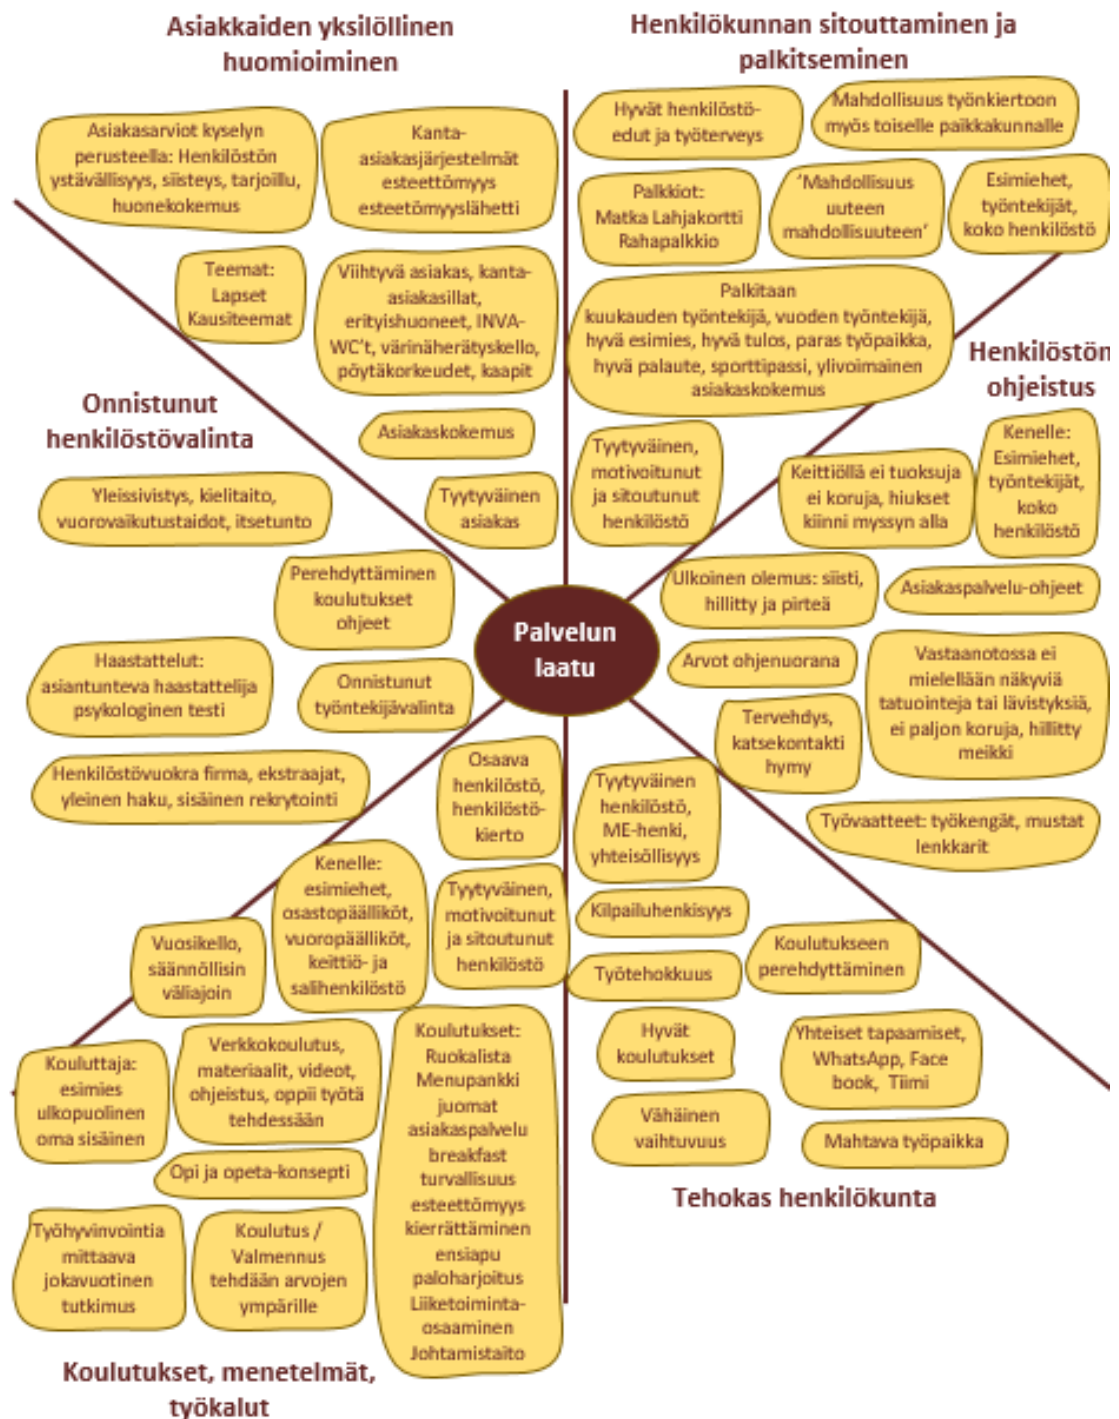 Asiakkaiden yksilöllinen
huomioiminen
Asiakasarviot kyselyn
perusteella: Henkilöstön
ystävällisyys, siisteys, tarjoillu,
huonekokemus
Kanta-
asiakasjärjestelmät
esteettömyys
esteetömyyslähetti
Teemat:
Lapset
Kausiteemat
Viihtyvä asiakas, kanta-
asiakasillat,
erityishuoneet, INVA-
WC't, värinäherätyskello,
pöytäkorkeudet, kaapit
Asiakaskokemus
Tyytyväinen
asiakas
Henkilökunnan sitouttaminen ja
palkitseminen
Hyvät henkilöstö-
edut ja työterveys
Mahdollisuus työnkiertoon
myös toiselle paikkakunnalle
Palkkiot:
Matka Lahjakortti
Rahapalkkio
'Mahdollisuus
uuteen
mahdollisuuteen'
Esimiehet,
työntekijät,
koko henkilöstö
Palkitaan
kuukauden työntekijä, vuoden työntekijä,
hyvä esimies, hyvä tulos, paras työpaikka,
hyvä palaute, sporttipassi, ylivoimainen
asiakaskokemus
Tyytyväinen,
motivoitunut
ja sitoutunut
henkilöstö
Henkilöstön
ohjeistus
Keittiöllä ei tuoksuja
ei koruja, hiukset
kiinni myssyn alla
Kenelle:
Esimiehet,
työntekijät,
koko
henkilöstö
Ulkoinen olemus: siisti,
hillitty ja pirteä
Asiakaspalvelu-ohjeet
Arvot ohjenuorana
Vastaanotossa ei
mielellään näkyviä
tatuointeja tai lävistyksiä,
ei paljon koruja, hillitty
meikki
Tervehdys,
katsekontakti
hymy
Työvaatteet: työkengät, mustat
lenkkarit
Onnistunut
henkilöstövalinta
Yleissivistys, kielitaito,
vuorovaikutustaidot, itsetunto
Perehdyttäminen
koulutukset
ohjeet
Haastattelut:
asiantunteva haastattelija
psykologinen testi
Onnistunut
työntekijävalinta
Henkilöstövuokra firma, ekstraajat,
yleinen haku, sisäinen rekrytointi
Palvelun
laatu
Osaava
henkilöstö,
henkilöstö-
kierto
Kenelle:
esimiehet,
osastopäälliköt,
vuoropäälliköt,
keittiö- ja
salihenkilöstö
Tyytyväinen,
motivoitunut
ja sitoutunut
henkilöstö
Vuosikello,
säännöllisin
väliajoin
Kouluttaja:
esimies
ulkopuolinen
oma sisäinen
Verkkokoulutus,
materiaalit, videot,
ohjeistus, oppii työtä
tehdessään
Opi ja opeta-konsepti
Työhyvinvointia
mittaava
jokavuotinen
tutkimus
Koulutus /
Valmennus
tehdään arvojen
ympärille
Koulutukset:
Ruokalista
Menupankki
juomat
asiakaspalvelu
breakfast
turvallisuus
esteettömyys
kierrättäminen
ensiapu
paloharjoitus
Liiketoiminta-
osaaminen
Johtamistaito
Koulutukset, menetelmät,
työkalut
Tyytyväinen
henkilöstö,
ME-henki,
yhteisöllisyys
Kilpailuhenkisyys
Työtehokkuus
Koulutukseen
perehdyttäminen
Hyvät
koulutukset
Yhteiset tapaamiset,
WhatsApp, Face
book, Tiimi
Vähäinen
vaihtuvuus
Mahtava työpaikka
Tehokas henkilökunta